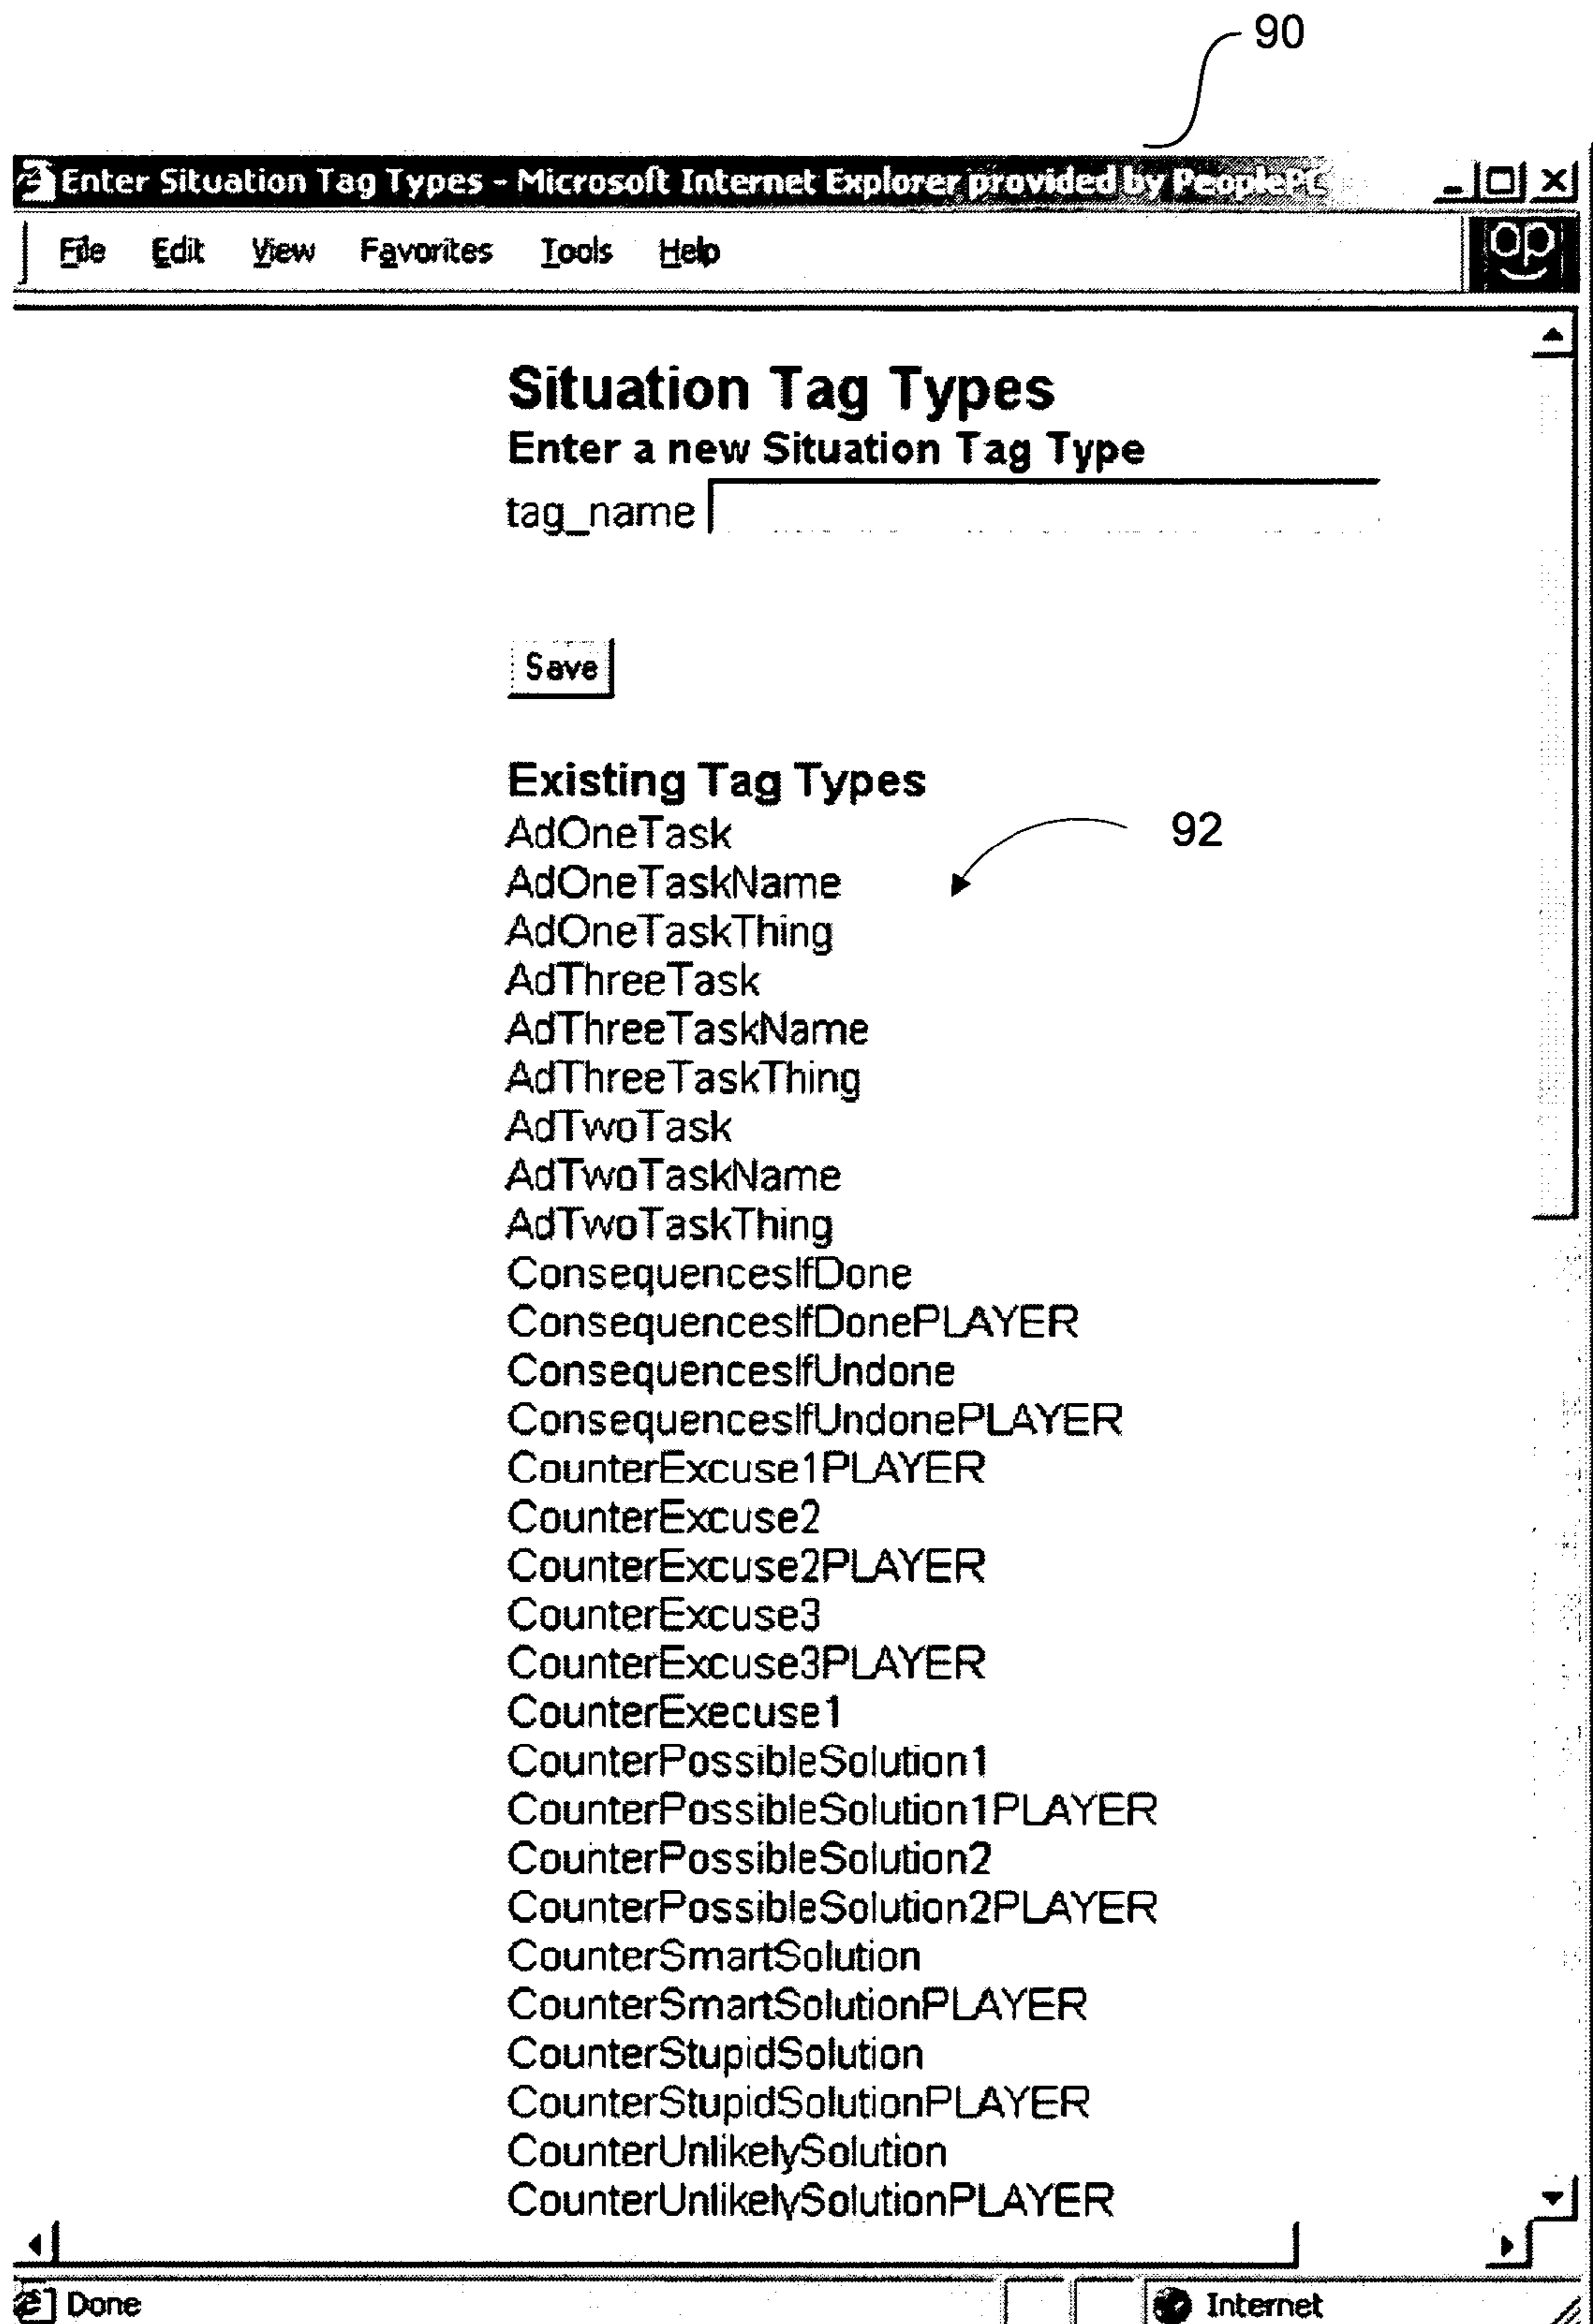 90
Enter Situation Tag Types - Microsoft Internet Explorer provided by PeoplePC
File Edit View Favorites Tools Help
Situation Tag Types
Enter a new Situation Tag Type
tag_name
Save
Existing Tag Types
92
AdOneTask
AdOneTaskName
AdOneTaskThing
AdThreeTask
AdThreeTaskName
AdThreeTaskThing
AdTwoTask
AdTwoTaskName
AdTwoTaskThing
ConsequencesIfDone
ConsequencesIfDonePLAYER
ConsequencesIfUndone
ConsequencesIfUndonePLAYER
CounterExcuse1PLAYER
CounterExcuse2
CounterExcuse2PLAYER
CounterExcuse3
CounterExcuse3PLAYER
CounterExecuse1
CounterPossibleSolution1
CounterPossibleSolution1PLAYER
CounterPossibleSolution2
CounterPossibleSolution2PLAYER
CounterSmartSolution
CounterSmartSolutionPLAYER
CounterStupidSolution
CounterStupidSolutionPLAYER
CounterUnlikelySolution
CounterUnlikelySolutionPLAYER
Done Internet